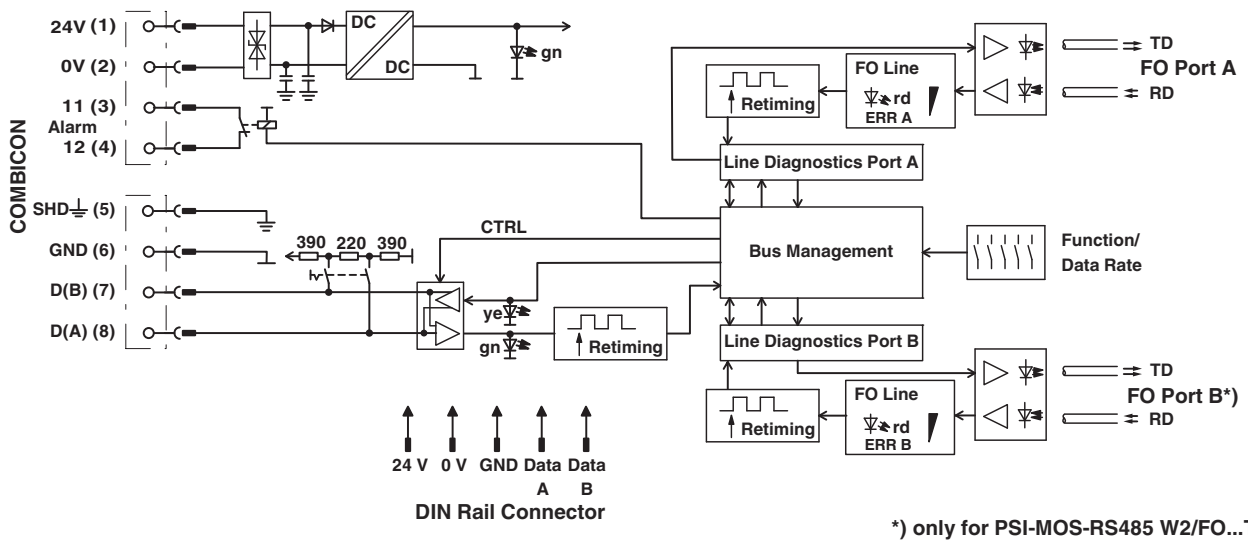 COMBICON
24V (1)
0V (2)
11 (3)
Alarm
12 (4)
SHD (5)
GND (6)
D(B) (7)
D(A) (8)
DC
DC
gn
390 220 390
CTRL
ye
gn
Retiming
Retiming
FO Line
rd
ERR A
TD
FO Port A
RD
Line Diagnostics Port A
Bus Management
Function/
Data Rate
Line Diagnostics Port B
Retiming
FO Line
rd
ERR B
TD
FO Port B*)
RD
24 V 0 V GND Data Data
A B
DIN Rail Connector
*) only for PSI-MOS-RS485 W2/FO...